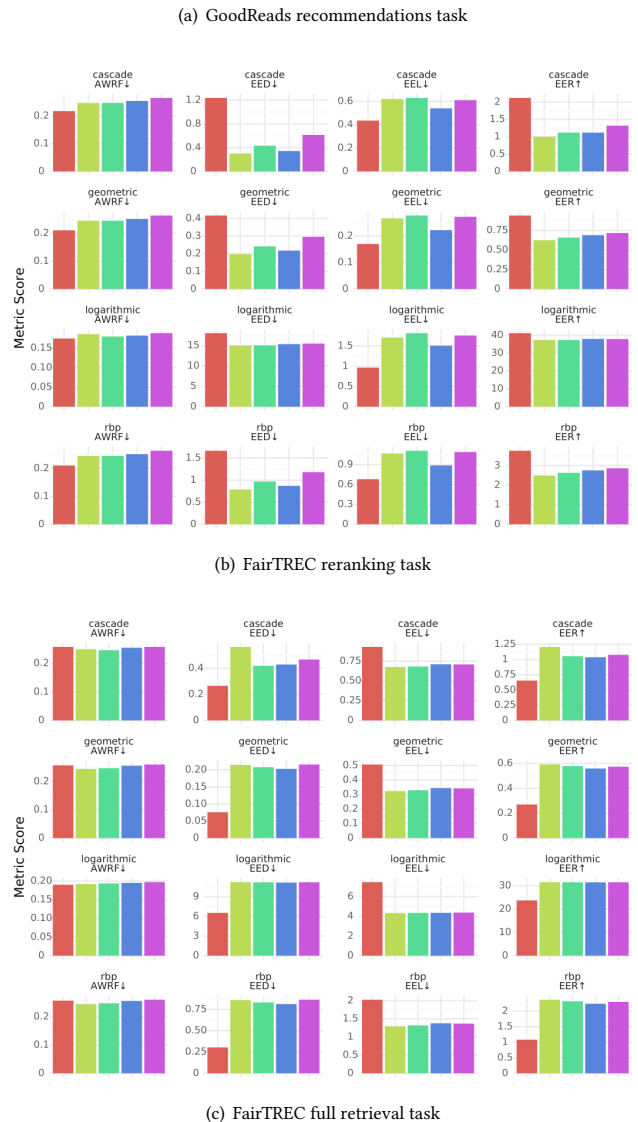 (a) GoodReads recommendations task
cascade cascade cascade cascade
AWRF↓ EED↓ EEL↓ EER↑
0.2 0.1 0
1.2 0.8 0.4 0
0.6 0.4 0.2 0
2 1.5 1 0.5 0
geometric geometric geometric geometric
AWRF↓ EED↓ EEL↓ EER↑
0.2 0.1 0
0.4 0.3 0.2 0.1 0
0.2 0.1 0
0.75 0.50 0
Metric Score
logarithmic logarithmic logarithmic logarithmic
AWRF↓ EED↓ EEL↓ EER↑
0.15 0.10 0.05 0
15 10 5 0
1.5 1 0.5 0
40 30 20 10 0
rbp rbp rbp rbp
AWRF↓ EED↓ EEL↓ EER↑
0.2 0.1 0
1.5 1 0.5 0
0.9 0.6 0.3 0
3 2 1 0
(b) FairTREC reranking task
cascade cascade cascade cascade
AWRF↓ EED↓ EEL↓ EER↑
0.2 0.1 0
0.4 0.2 0
0.75 0.50 0.25 0
1.25 1 0.75 0.50 0.25 0
geometric geometric geometric geometric
AWRF↓ EED↓ EEL↓ EER↑
0.2 0.1 0
0.20 0.15 0.10 0.05 0
0.5 0.4 0.3 0.2 0.1 0
0.6 0.4 0.2 0
Metric Score
logarithmic logarithmic logarithmic logarithmic
AWRF↓ EED↓ EEL↓ EER↑
0.20 0.15 0.10 0.05 0
9 6 3 0
6 4 2 0
30 20 10 0
rbp rbp rbp rbp
AWRF↓ EED↓ EEL↓ EER↑
0.2 0.1 0
0.75 0.50 0.25 0
2 1.5 1 0.5 0
2 1 0
(c) FairTREC full retrieval task